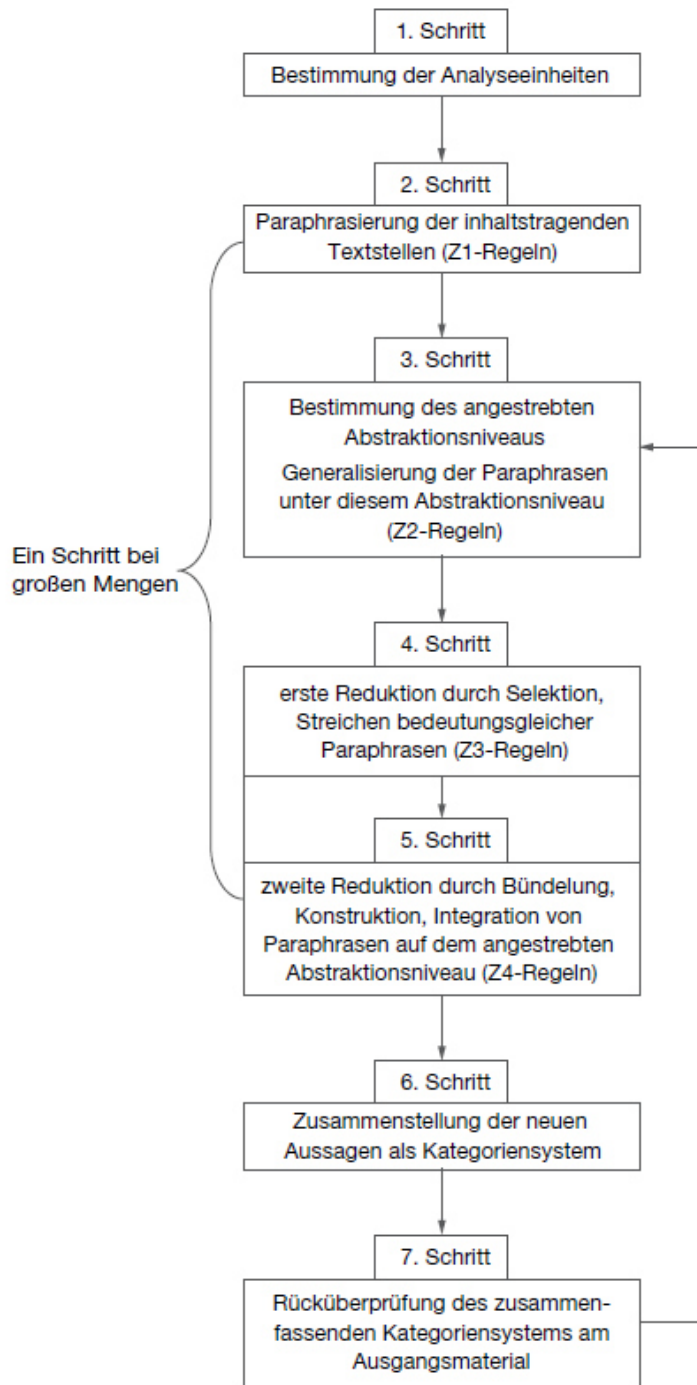 1. Schritt
Bestimmung der Analyseeinheiten
2. Schritt
Paraphrasierung der inhaltstragenden
Textstellen (Z1-Regeln)
3. Schritt
Bestimmung des angestrebten
Abstraktionsniveaus
Generalisierung der Paraphrasen
unter diesem Abstraktionsniveau
(Z2-Regeln)
Ein Schritt bei
großen Mengen
4. Schritt
erste Reduktion durch Selektion,
Streichen bedeutungsgleicher
Paraphrasen (Z3-Regeln)
5. Schritt
zweite Reduktion durch Bündelung,
Konstruktion, Integration von
Paraphrasen auf dem angestrebten
Abstraktionsniveau (Z4-Regeln)
6. Schritt
Zusammenstellung der neuen
Aussagen als Kategoriensystem
7. Schritt
Rücküberprüfung des zusammen-
fassenden Kategoriensystems am
Ausgangsmaterial